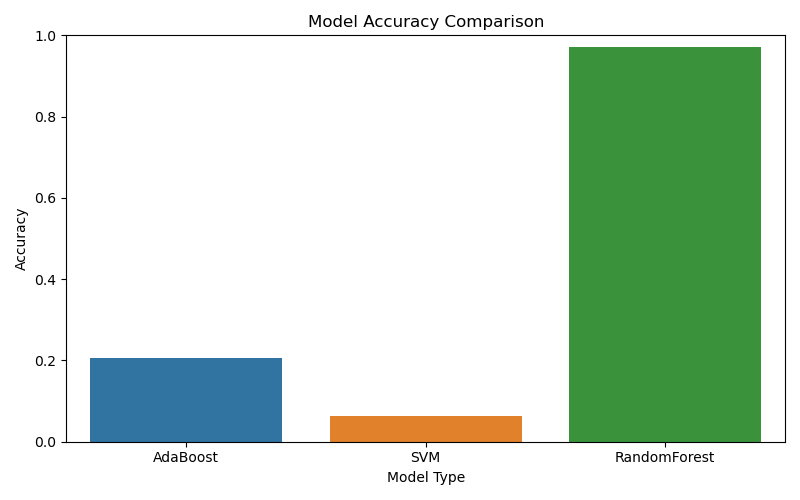 Model Accuracy Comparison
1.0
0.8
0.6
0.4
0.2
0.0
Accuracy
AdaBoost
SVM
RandomForest
Model Type